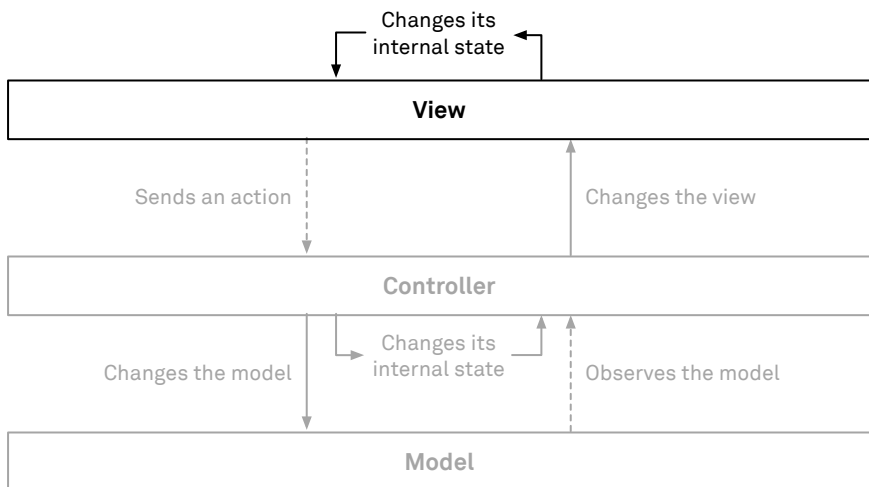 Changes its
internal state
View
Sends an action
Changes the view
Controller
Changes its
internal state
Changes the model
Observes the model
Model